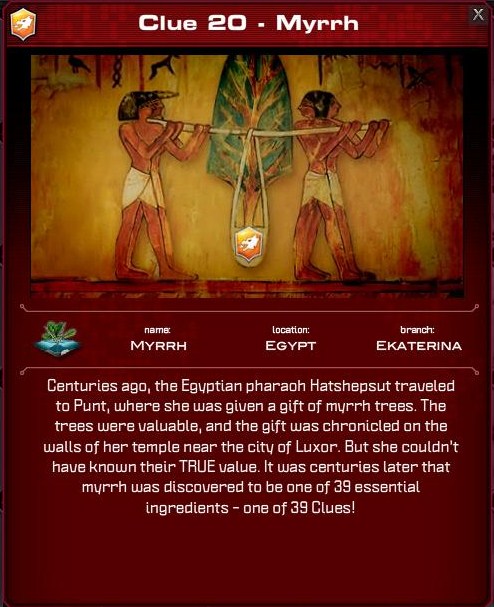 Clue 20 - Myrrh
X
name:
MYRRH
location:
EGYPT
branch:
EKATERINA
Centuries ago, the Egyptian pharaoh Hatshepsut traveled
to Punt, where she was given a gift of myrrh trees. The
trees were valuable, and the gift was chronicled on the
walls of her temple near the city of Luxor. But she couldn't
have known their TRUE value. It was centuries later that
myrrh was discovered to be one of 39 essential
ingredients - one of 39 Clues!